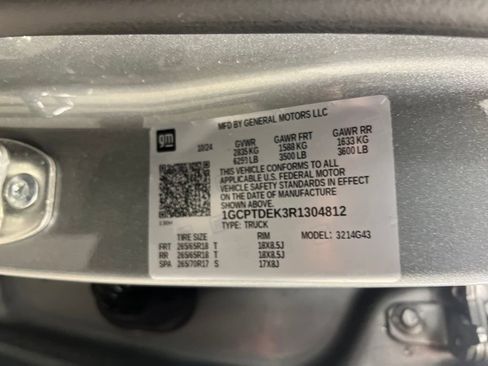 MFD BY GENERAL MOTORS LLC
gm
10/24 GVWR GAWR FRT GAWR RR
2835 KG 1588 KG 1633 KG
6250 LB 3500 LB 3600 LB
THIS VEHICLE CONFORMS TO ALL
APPLICABLE U.S. FEDERAL MOTOR
VEHICLE SAFETY STANDARDS IN EFFECT
ON THE DATE OF MANUFACTURE
SHOWN ABOVE.
1GCPTDEK3R1304812
TYPE: TRUCK
TIRE SIZE RIM MODEL: 3214G43
FRT 265/65R18 T 18X8.5J
RR 265/65R18 T 18X8.5J
SPA 265/70R17 S 17X8J